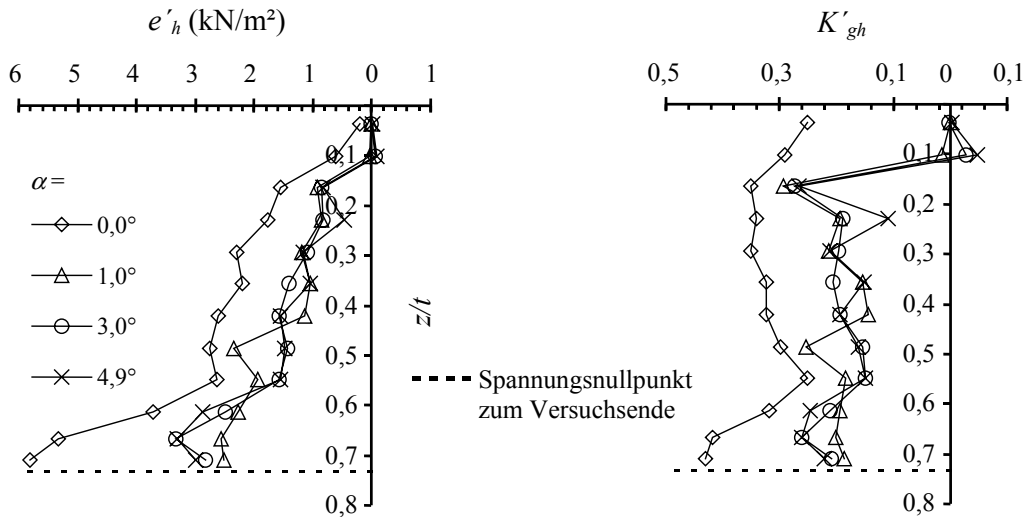 e´h (kN/m²)
6 5 4 3 2 1 0 1
0,1
0,2
0,3
0,4
0,5
0,6
0,7
0,8
z/t
α =
0,0°
1,0°
3,0°
4,9°
Spannungsnullpunkt
zum Versuchsende
K´gh
0,5 0,3 0,1 0 0,1
0,1
0,2
0,3
0,4
0,5
0,6
0,7
0,8